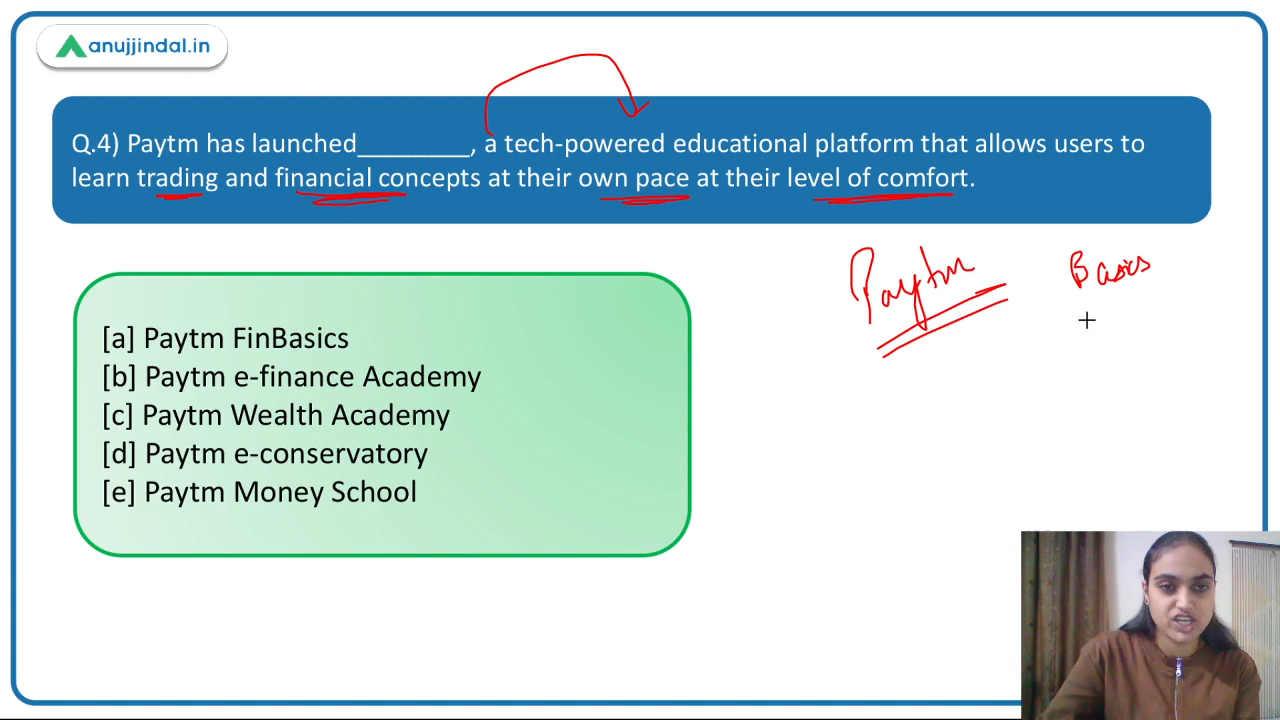 anujjindal.in
Q.4) Paytm has launched________, a tech-powered educational platform that allows users to
learn trading and financial concepts at their own pace at their level of comfort.
Paytm
Basics
[a] Paytm FinBasics
[b] Paytm e-finance Academy
[c] Paytm Wealth Academy
[d] Paytm e-conservatory
[e] Paytm Money School